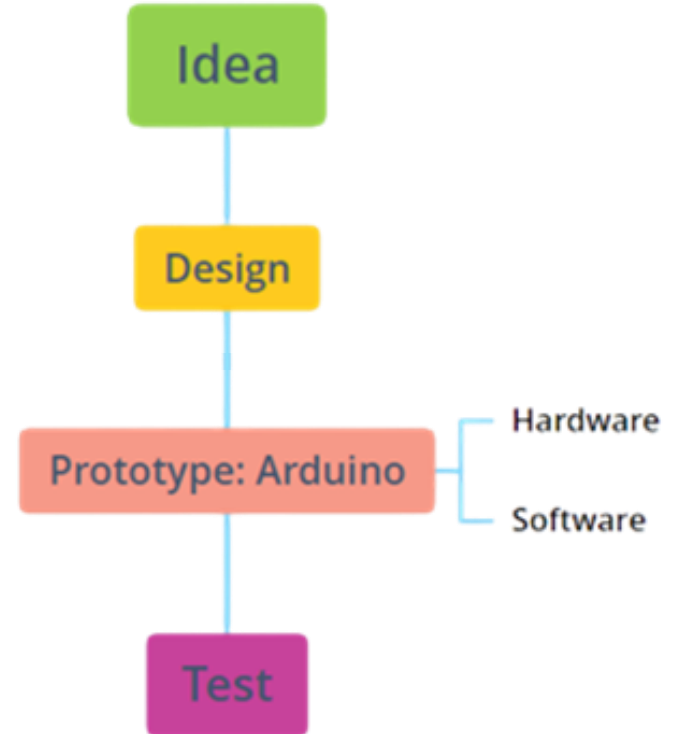 Idea
Design
Prototype: Arduino
Hardware
Software
Test